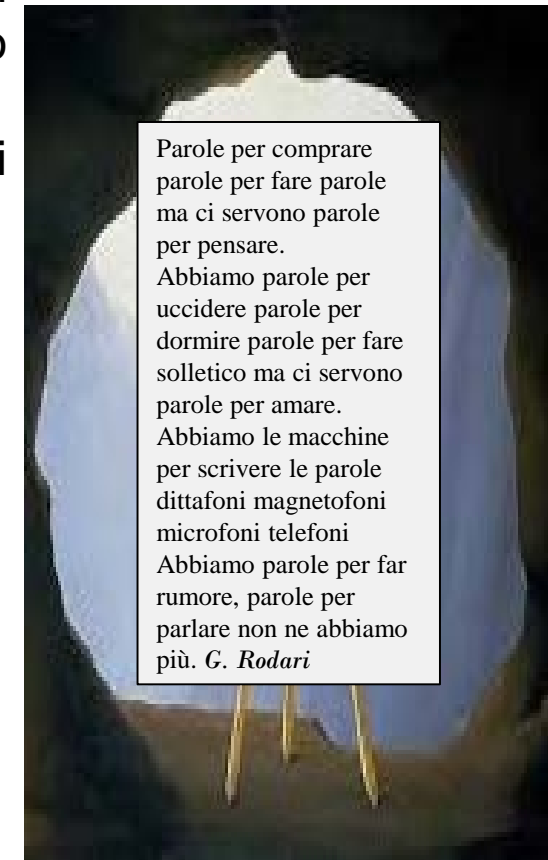 Parole per comprare
parole per fare parole
ma ci servono parole
per pensare.
Abbiamo parole per
uccidere parole per
dormire parole per fare
solletico ma ci servono
parole per amare.
Abbiamo le macchine
per scrivere le parole
dittafoni magnetofoni
microfoni telefoni
Abbiamo parole per far
rumore, parole per
parlare non ne abbiamo
più. G. Rodari